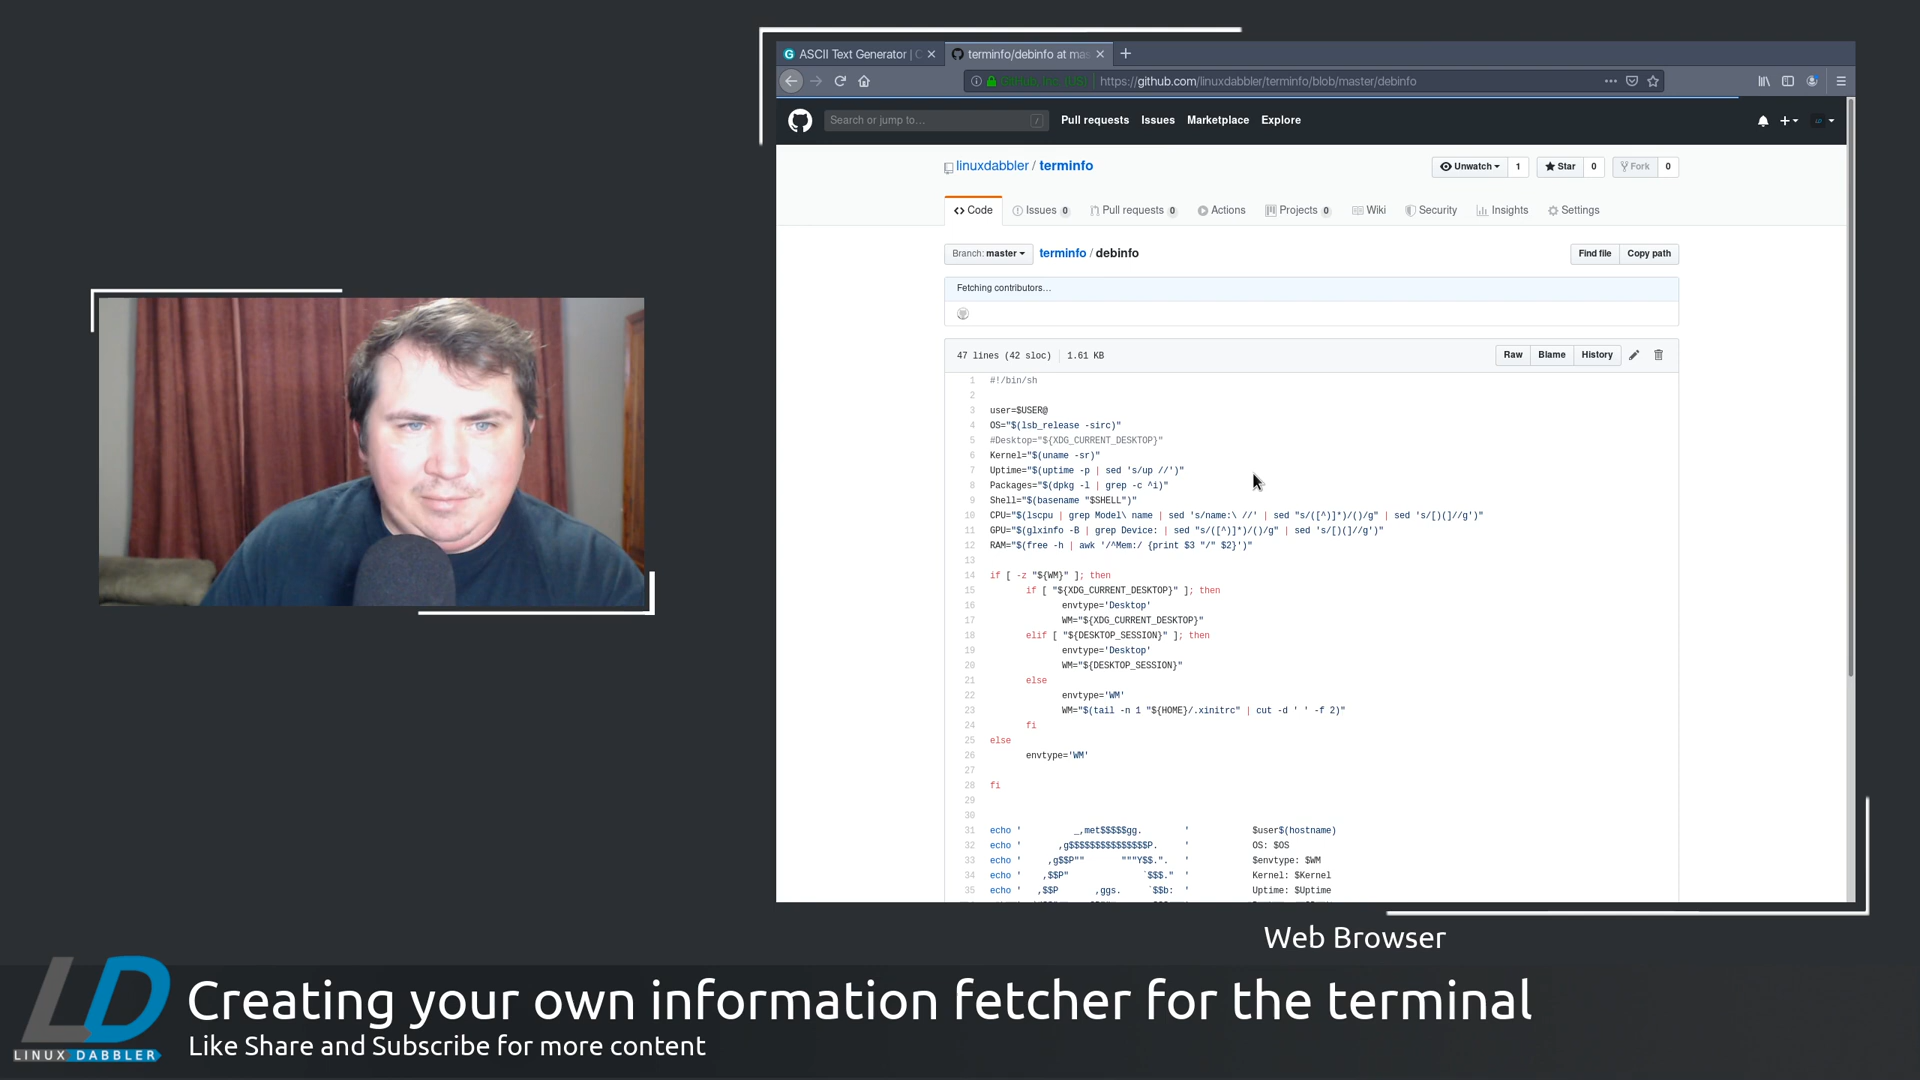 ASCII Text Generator | C
terminfo/debinfo at mas
https://github.com/linuxdabbler/terminfo/blob/master/debinfo
Search or jump to… /
Pull requests Issues Marketplace Explore
linuxdabbler / terminfo
Unwatch 1 Star 0 Fork 0
Code Issues 0 Pull requests 0 Actions Projects 0 Wiki Security Insights Settings
Branch: master terminfo / debinfo Find file Copy path
Fetching contributors…
47 lines (42 sloc) 1.61 KB Raw Blame History
1 #!/bin/sh
2
3 user=$USER@
4 OS="$(lsb_release -sirc)"
5 #Desktop="${XDG_CURRENT_DESKTOP}"
6 Kernel="$(uname -sr)"
7 Uptime="$(uptime -p | sed 's/up //')"
8 Packages="$(dpkg -l | grep -c ^i)"
9 Shell="$(basename "$SHELL")"
10 CPU="$(lscpu | grep Model\ name | sed 's/name:\ //' | sed "s/([^)]*)/()/g" | sed 's/[)(]//g')"
11 GPU="$(glxinfo -B | grep Device: | sed "s/([^)]*)/()/g" | sed 's/[)(]//g')"
12 RAM="$(free -h | awk '/^Mem:/ {print $3 "/" $2}')"
13
14 if [ -z "${WM}" ]; then
15 if [ "${XDG_CURRENT_DESKTOP}" ]; then
16 envtype='Desktop'
17 WM="${XDG_CURRENT_DESKTOP}"
18 elif [ "${DESKTOP_SESSION}" ]; then
19 envtype='Desktop'
20 WM="${DESKTOP_SESSION}"
21 else
22 envtype='WM'
23 WM="$(tail -n 1 "${HOME}/.xinitrc" | cut -d ' ' -f 2)"
24 fi
25 else
26 envtype='WM'
27
28 fi
29
30
31 echo ' _,met$$$$$gg. ' $user$(hostname)
32 echo ' ,g$$$$$$$$$$$$$$$P. ' OS: $OS
33 echo ' ,g$$P"" """Y$$.". ' $envtype: $WM
34 echo ' ,$$P" `$$$." ' Kernel: $Kernel
35 echo ' ,$$P ,ggs. `$$b: ' Uptime: $Uptime
Web Browser
LD
LINUX DABBLER
Creating your own information fetcher for the terminal
Like Share and Subscribe for more content